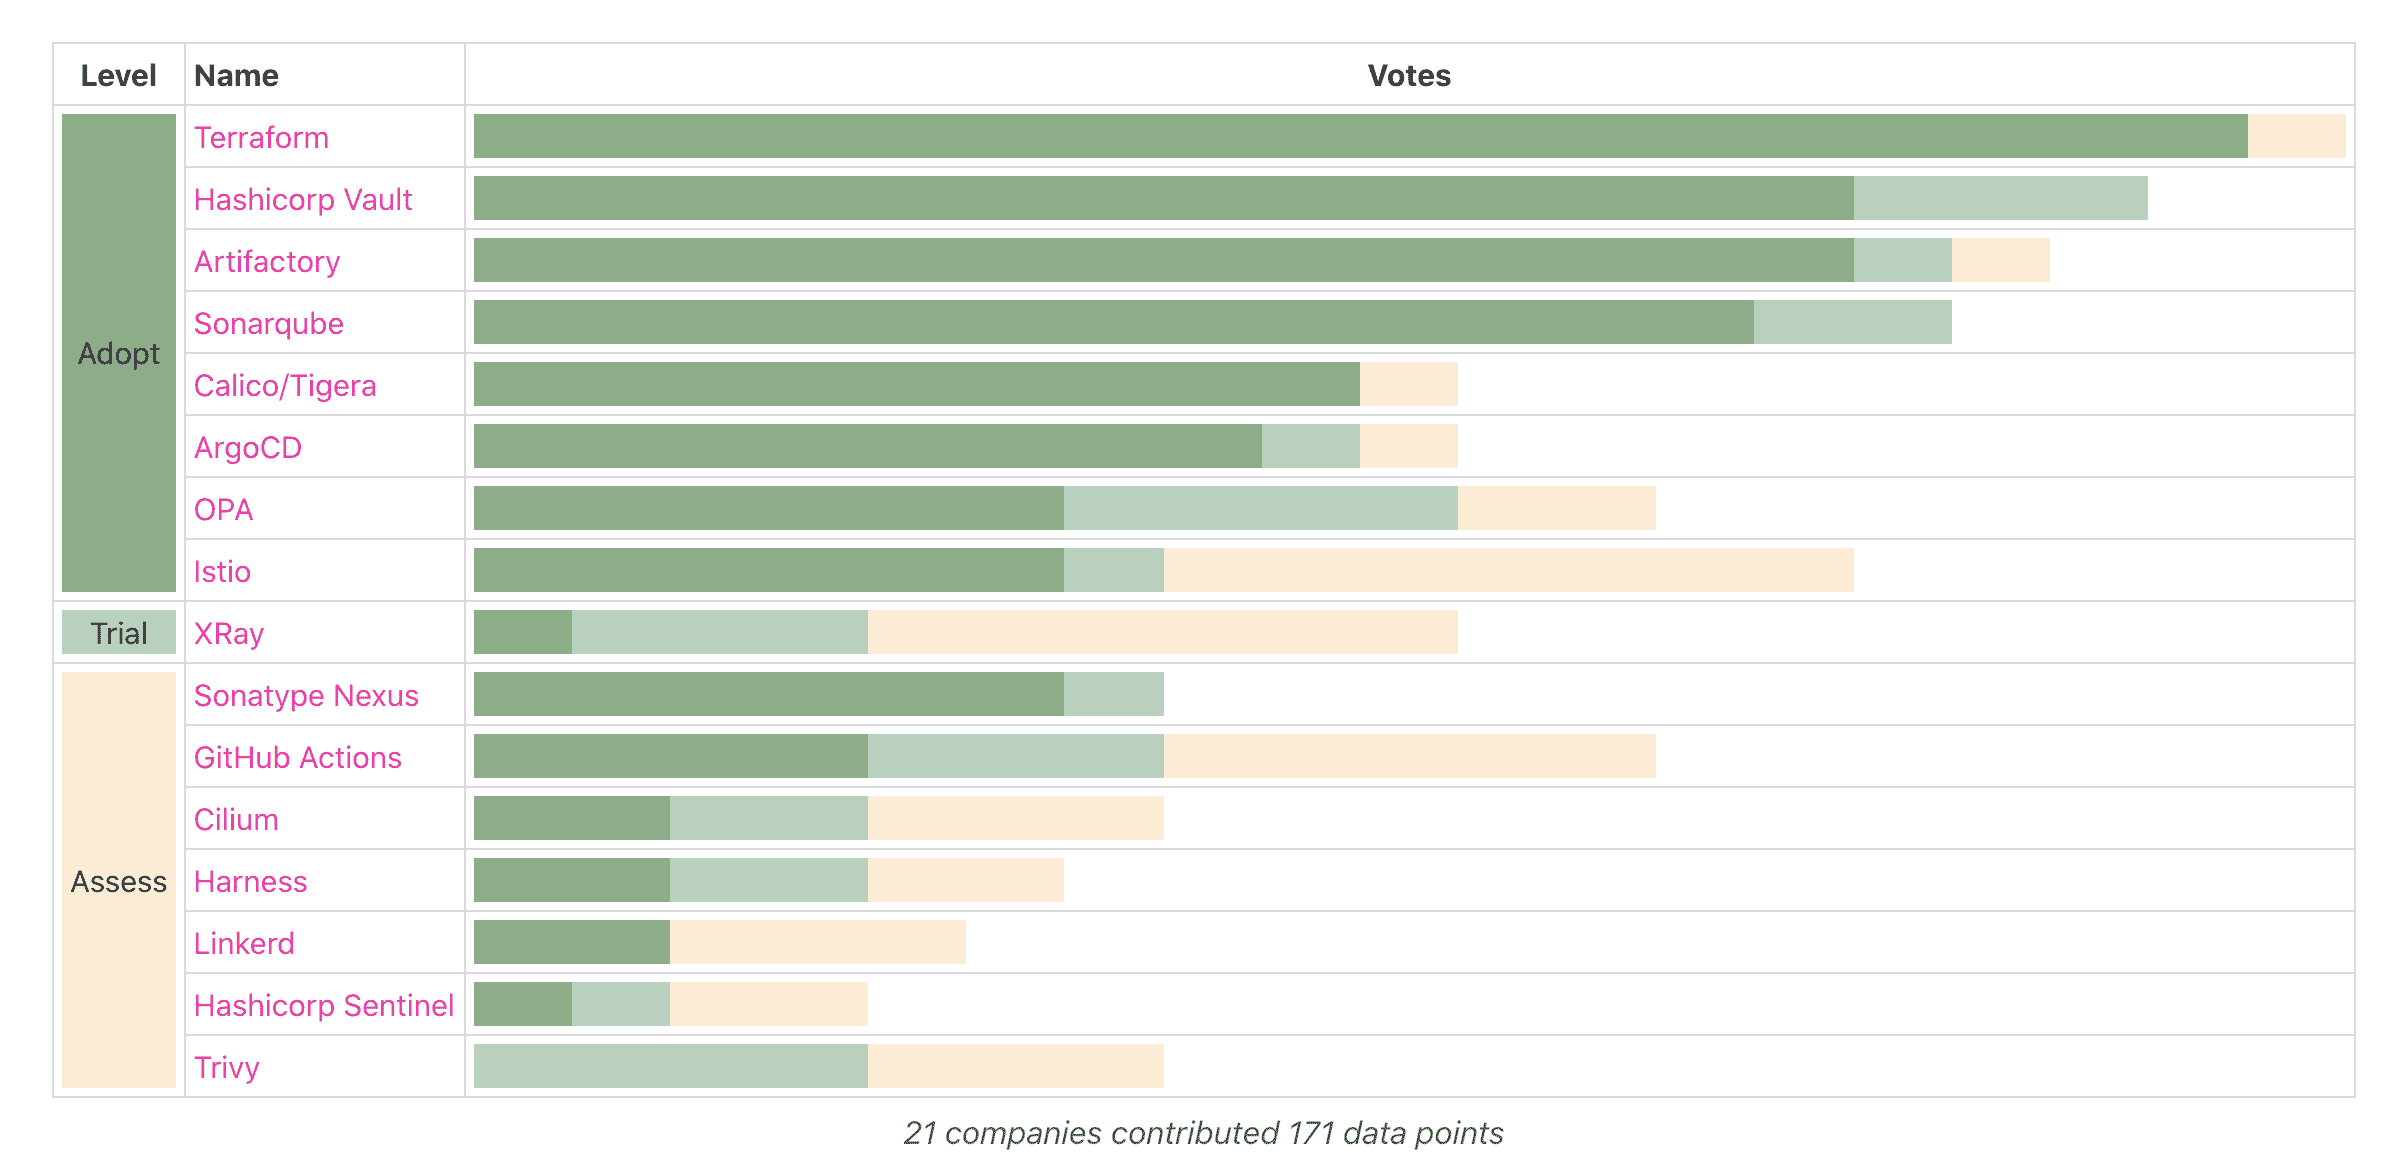 Level Name Votes
Adopt
Terraform
Hashicorp Vault
Artifactory
Sonarqube
Calico/Tigera
ArgoCD
OPA
Istio
Trial
XRay
Assess
Sonatype Nexus
GitHub Actions
Cilium
Harness
Linkerd
Hashicorp Sentinel
Trivy
21 companies contributed 171 data points